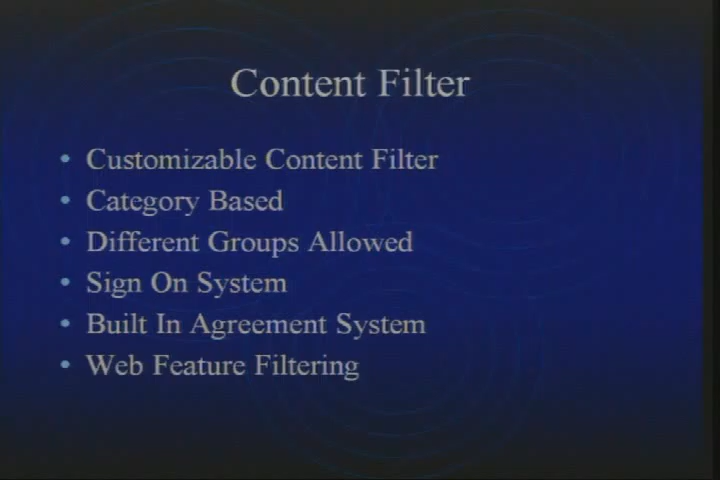 Content Filter
• Customizable Content Filter
• Category Based
• Different Groups Allowed
• Sign On System
• Built In Agreement System
• Web Feature Filtering